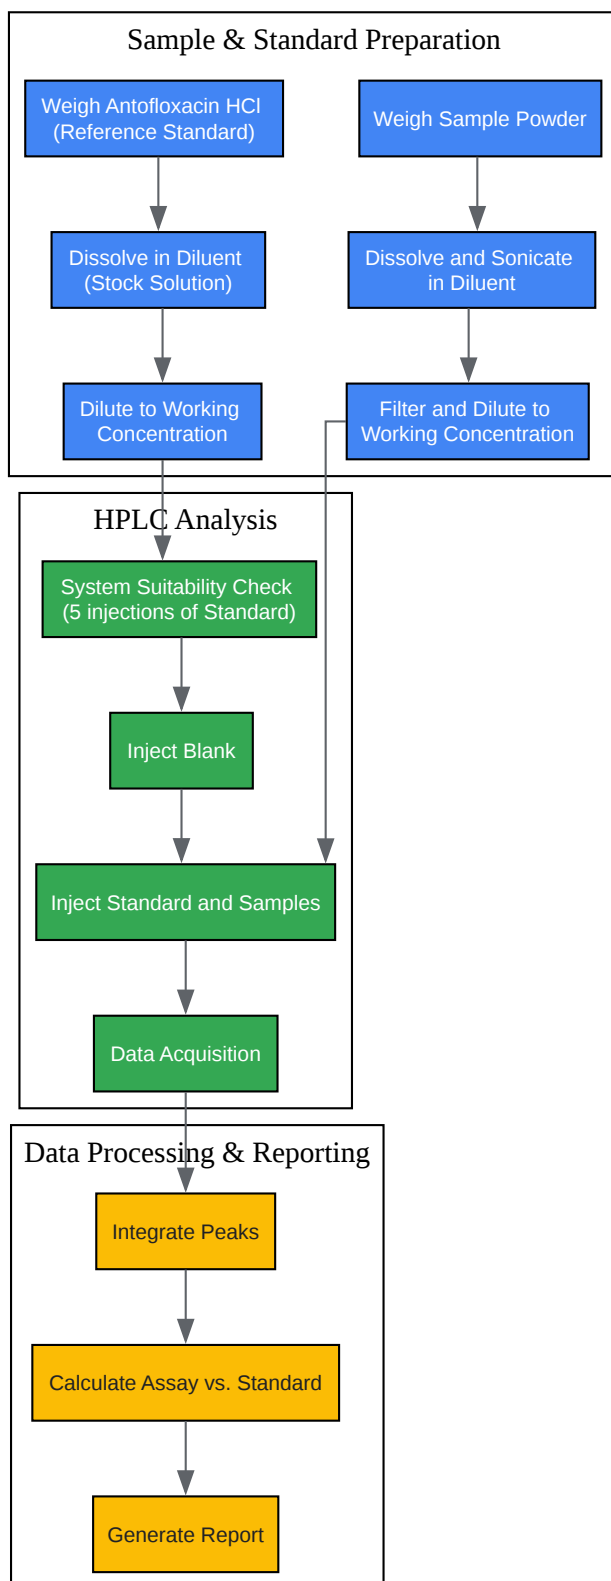 Sample & Standard Preparation
Weigh Antofloxacin HCl
(Reference Standard)
Weigh Sample Powder
Dissolve in Diluent
(Stock Solution)
Dissolve and Sonicate
in Diluent
Dilute to Working
Concentration
Filter and Dilute to
Working Concentration
HPLC Analysis
System Suitability Check
(5 injections of Standard)
Inject Blank
Inject Standard and Samples
Data Acquisition
Data Processing & Reporting
Integrate Peaks
Calculate Assay vs. Standard
Generate Report